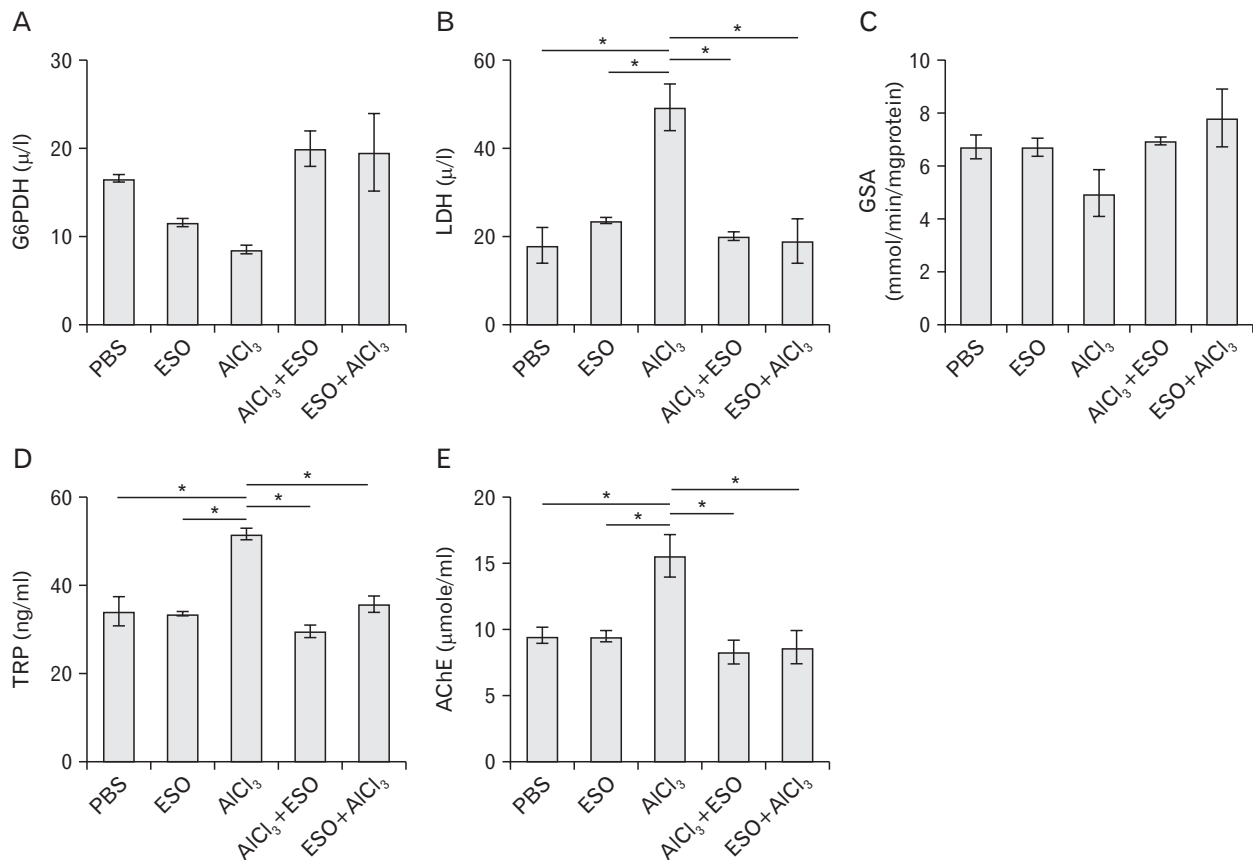 A
G6PDH (μ/l)
30
20
10
0
PBS
ESO
AlCl₃
AlCl₃+ESO
ESO+AlCl₃
B
LDH (μ/l)
60
40
20
0
*
*
*
*
PBS
ESO
AlCl₃
AlCl₃+ESO
ESO+AlCl₃
C
GSA
(mmol/min/mgprotein)
10
8
6
4
2
0
PBS
ESO
AlCl₃
AlCl₃+ESO
ESO+AlCl₃
D
TRP (ng/ml)
60
40
20
0
*
*
*
*
PBS
ESO
AlCl₃
AlCl₃+ESO
ESO+AlCl₃
E
AChE (μmole/ml)
20
15
10
5
0
*
*
*
*
PBS
ESO
AlCl₃
AlCl₃+ESO
ESO+AlCl₃